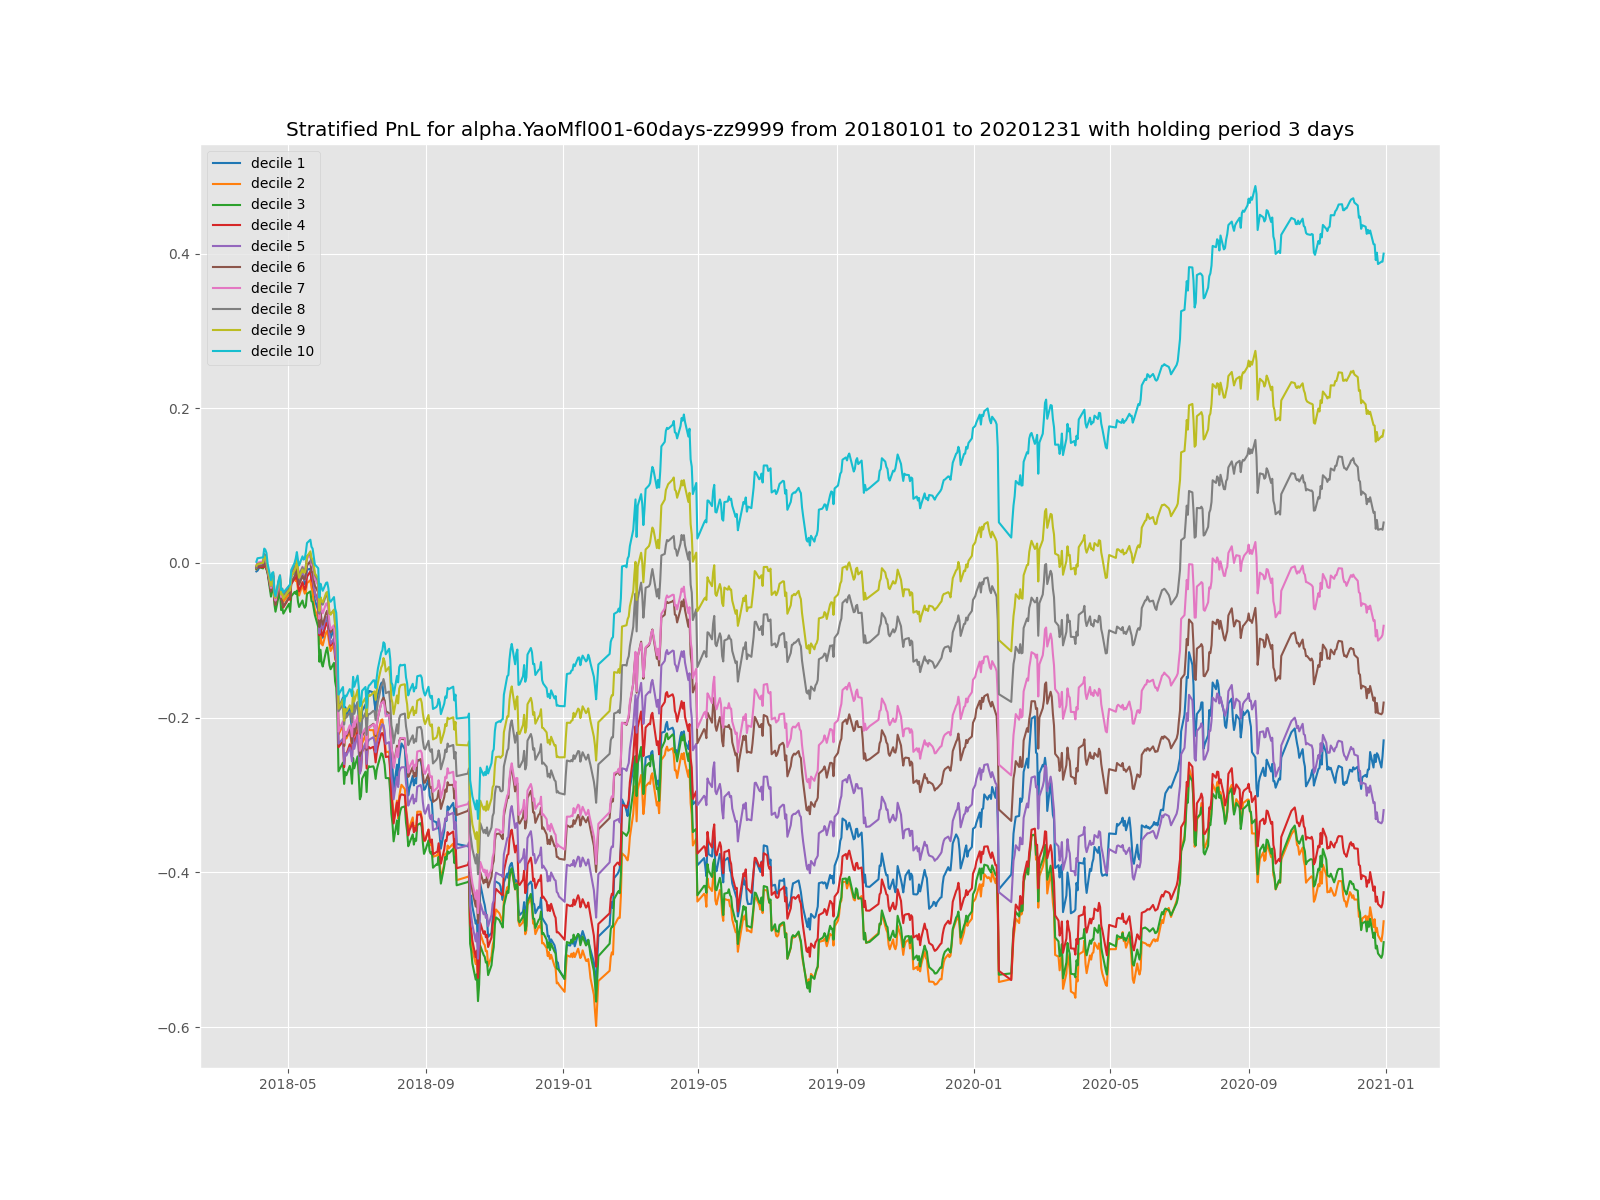 Stratified PnL for alpha.YaoMfl001-60days-zz9999 from 20180101 to 20201231 with holding period 3 days
decile 1
decile 2
decile 3
decile 4
decile 5
decile 6
decile 7
decile 8
decile 9
decile 10
0.4
0.2
0.0
−0.2
−0.4
−0.6
2018-05 2018-09 2019-01 2019-05 2019-09 2020-01 2020-05 2020-09 2021-01